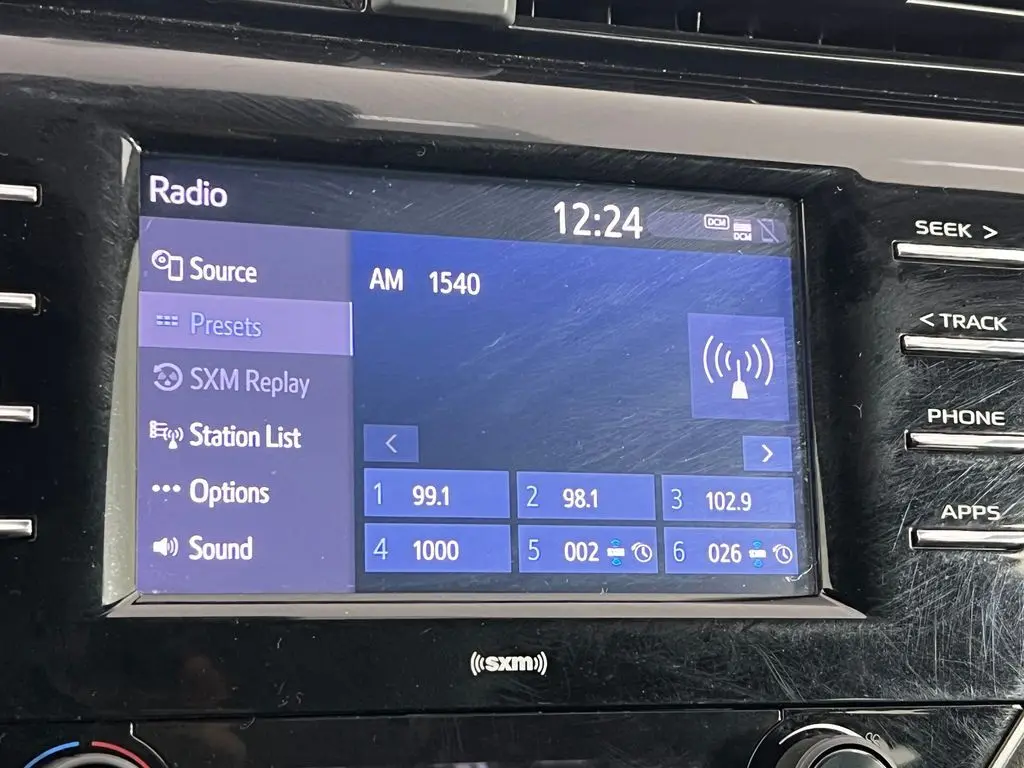 Radio
12:24
DCM
DCM
Source
Presets
SXM Replay
Station List
Options
Sound
AM 1540
<
>
1 99.1
2 98.1
3 102.9
4 1000
5 002
6 026
SEEK >
< TRACK
PHONE
APPS
((sxm))